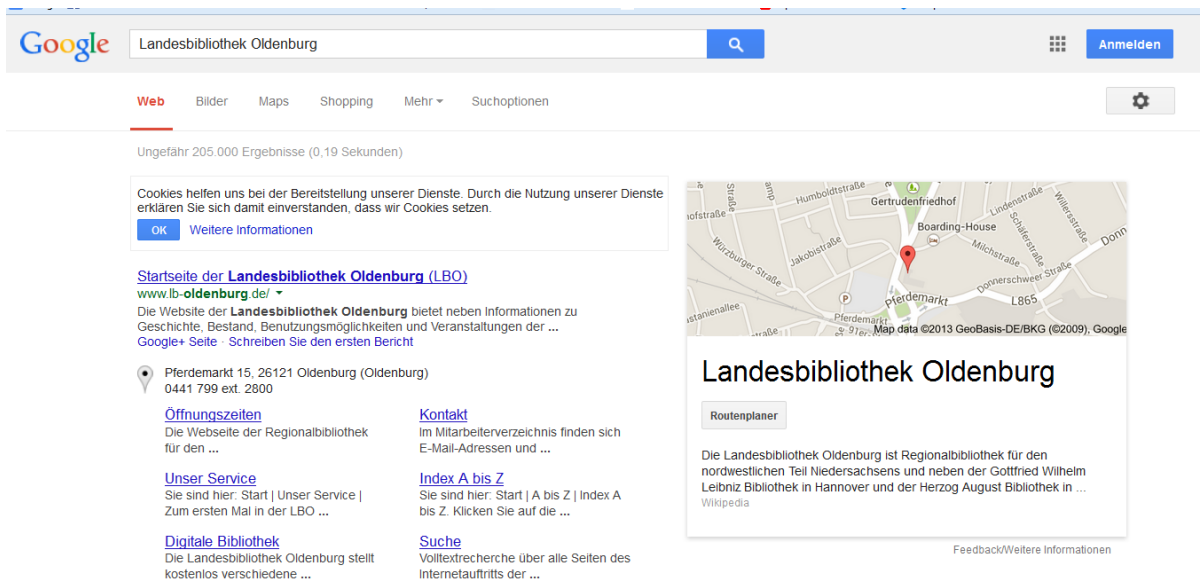 Google
Landesbibliothek Oldenburg
Anmelden
Web Bilder Maps Shopping Mehr Suchoptionen
Ungefähr 205.000 Ergebnisse (0,19 Sekunden)
Cookies helfen uns bei der Bereitstellung unserer Dienste. Durch die Nutzung unserer Dienste
erklären Sie sich damit einverstanden, dass wir Cookies setzen.
OK Weitere Informationen
Startseite der Landesbibliothek Oldenburg (LBO)
www.lb-oldenburg.de/
Die Website der Landesbibliothek Oldenburg bietet neben Informationen zu
Geschichte, Bestand, Benutzungsmöglichkeiten und Veranstaltungen der ...
Google+ Seite · Schreiben Sie den ersten Bericht
Pferdemarkt 15, 26121 Oldenburg (Oldenburg)
0441 799 ext. 2800
Öffnungszeiten
Die Webseite der Regionalbibliothek
für den ...
Kontakt
Im Mitarbeiterverzeichnis finden sich
E-Mail-Adressen und ...
Unser Service
Sie sind hier: Start | Unser Service |
Zum ersten Mal in der LBO ...
Index A bis Z
Sie sind hier: Start | A bis Z | Index A
bis Z. Klicken Sie auf die ...
Digitale Bibliothek
Die Landesbibliothek Oldenburg stellt
kostenlos verschiedene ...
Suche
Volltextrecherche über alle Seiten des
Internetauftritts der ...
Straße
Humboldtstraße
Gertrudenfriedhof
Lindenstraße
Willersstraße
hofstraße
Boarding-House
Schäferstraße
Donn
Würzburger Straße
Jakobistraße
Milchstraße
Donnerschweer Straße
P
Pferdemarkt
L865
astanienallee
Pferdemarkt
raße
Map data ©2013 GeoBasis-DE/BKG (©2009), Google
Landesbibliothek Oldenburg
Routenplaner
Die Landesbibliothek Oldenburg ist Regionalbibliothek für den
nordwestlichen Teil Niedersachsens und neben der Gottfried Wilhelm
Leibniz Bibliothek in Hannover und der Herzog August Bibliothek in ...
Wikipedia
Feedback/Weitere Informationen